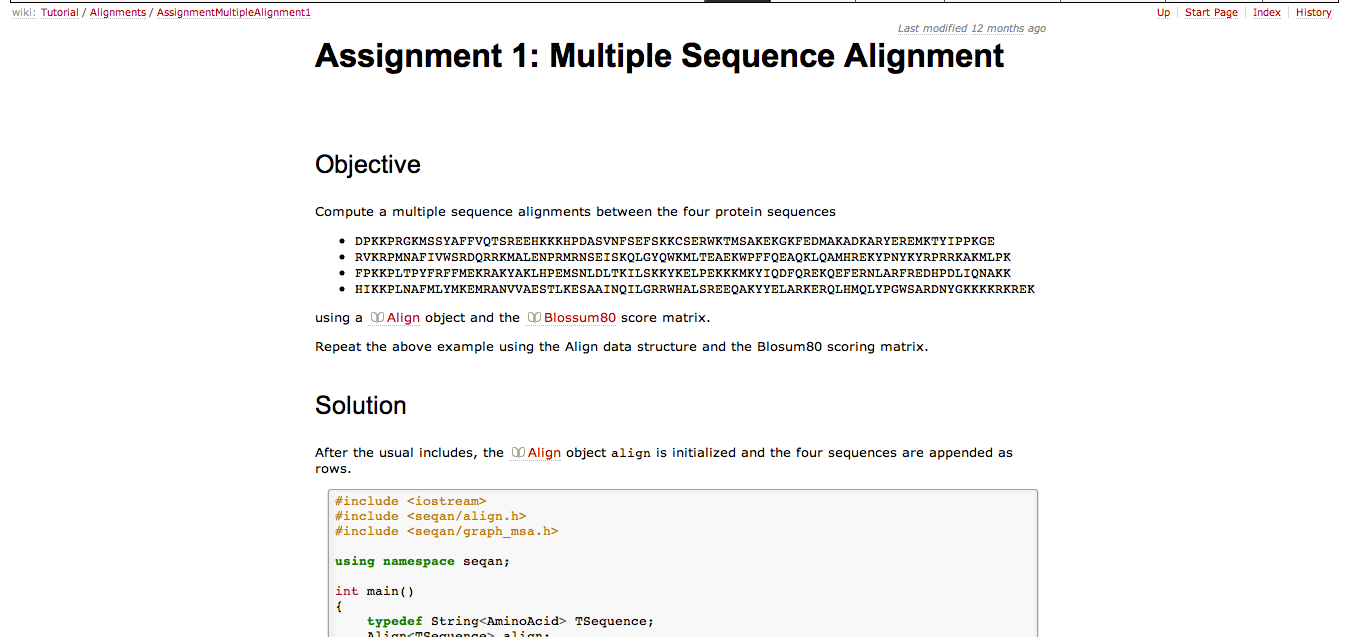 wiki: Tutorial / Alignments / AssignmentMultipleAlignment1
Up Start Page Index History
Last modified 12 months ago
Assignment 1: Multiple Sequence Alignment
Objective
Compute a multiple sequence alignments between the four protein sequences
DPKKPRGKMSSYAFFVQTSREEHKKKHPDASVNFSEFSKKCSERWKTMSAKEKGKFEDMAKADKARYEREMKTYIPPKGE
RVKRPMNAFIVWSRDQRRKMALENPRMRNSEISKQLGYQWKMLTEAEKWPFFQEAQKLQAMHREKYPNYKYRPRRKAKMLPK
FPKKPLTPYFRFFMEKRAKYAKLHPEMSNLDLTKILSKKYKELPEKKKMKYIQDFQREKQEFERNLARFREDHPDLIQNAKK
HIKKPLNAFMLYMKEMRANVVAESTLKESAAINQILGRRWHALSREEQAKYYELARKERQLHMQLYPGWSARDNYGKKKKRKREK
using a Align object and the Blossum80 score matrix.
Repeat the above example using the Align data structure and the Blosum80 scoring matrix.
Solution
After the usual includes, the Align object align is initialized and the four sequences are appended as
rows.
#include <iostream>
#include <seqan/align.h>
#include <seqan/graph_msa.h>
using namespace seqan;
int main()
{
typedef String<AminoAcid> TSequence;
Align<TSequence> align;